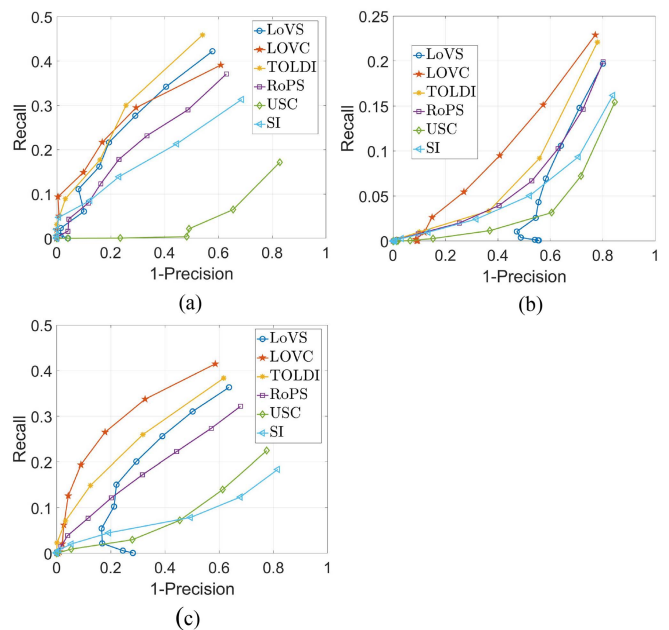 0.5
0.4
0.3
0.2
0.1
0
Recall
0 0.2 0.4 0.6 0.8 1
1-Precision
LoVS
LOVC
TOLDI
RoPS
USC
SI
(a)
0.25
0.2
0.15
0.1
0.05
0
Recall
0 0.2 0.4 0.6 0.8 1
1-Precision
LoVS
LOVC
TOLDI
RoPS
USC
SI
(b)
0.5
0.4
0.3
0.2
0.1
0
Recall
0 0.2 0.4 0.6 0.8 1
1-Precision
LoVS
LOVC
TOLDI
RoPS
USC
SI
(c)